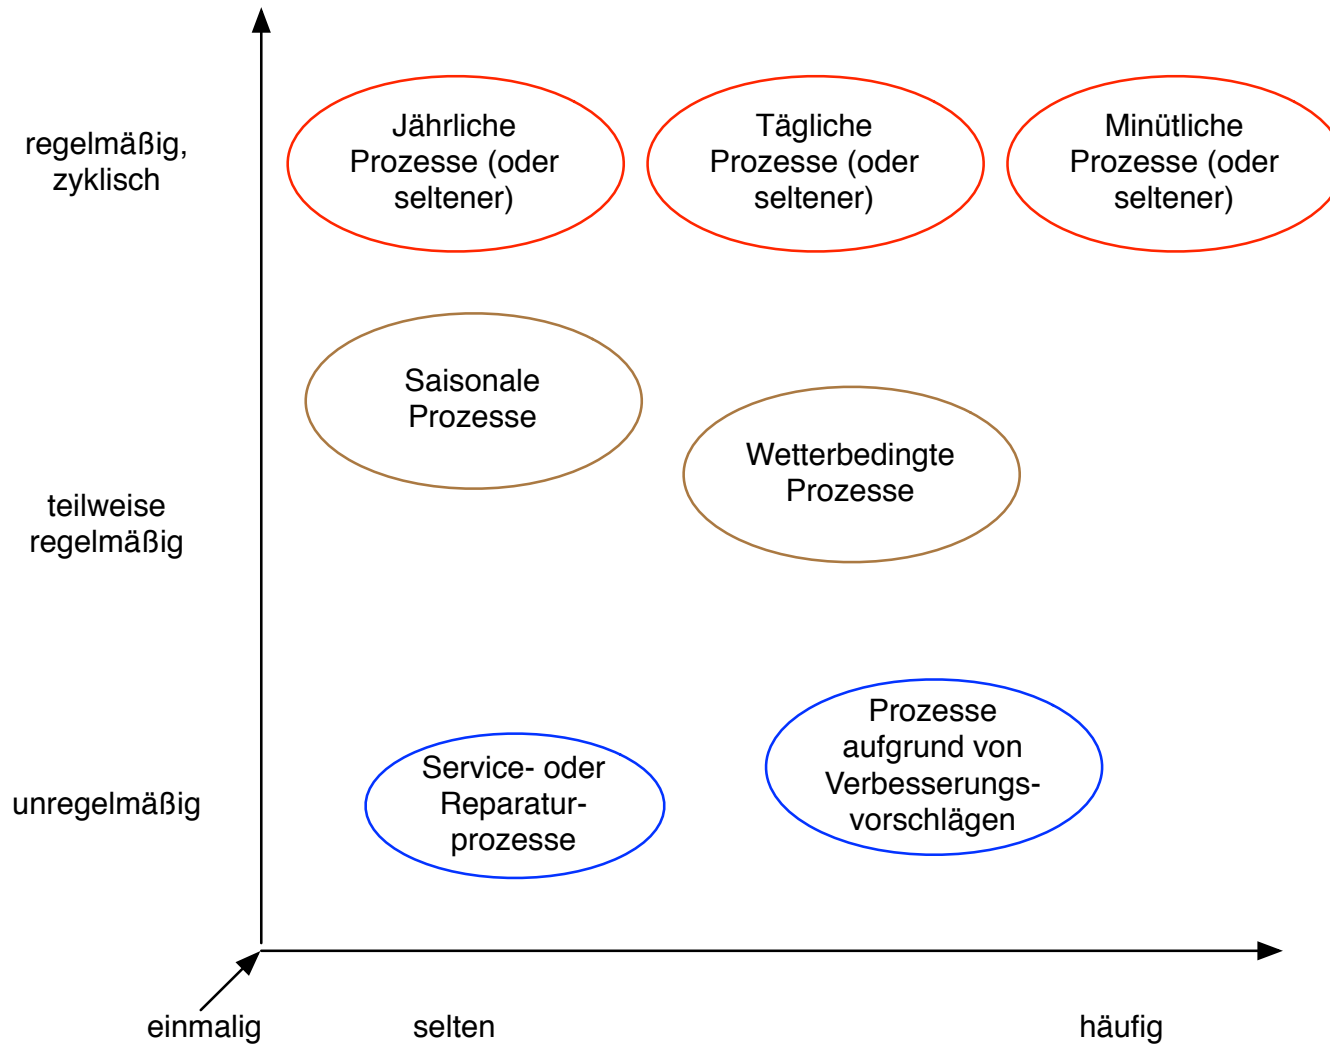 regelmäßig,
zyklisch
Jährliche
Prozesse (oder
seltener)
Tägliche
Prozesse (oder
seltener)
Minütliche
Prozesse (oder
seltener)
Saisonale
Prozesse
Wetterbedingte
Prozesse
teilweise
regelmäßig
unregelmäßig
Service- oder
Reparatur-
prozesse
Prozesse
aufgrund von
Verbesserungs-
vorschlägen
einmalig
selten
häufig